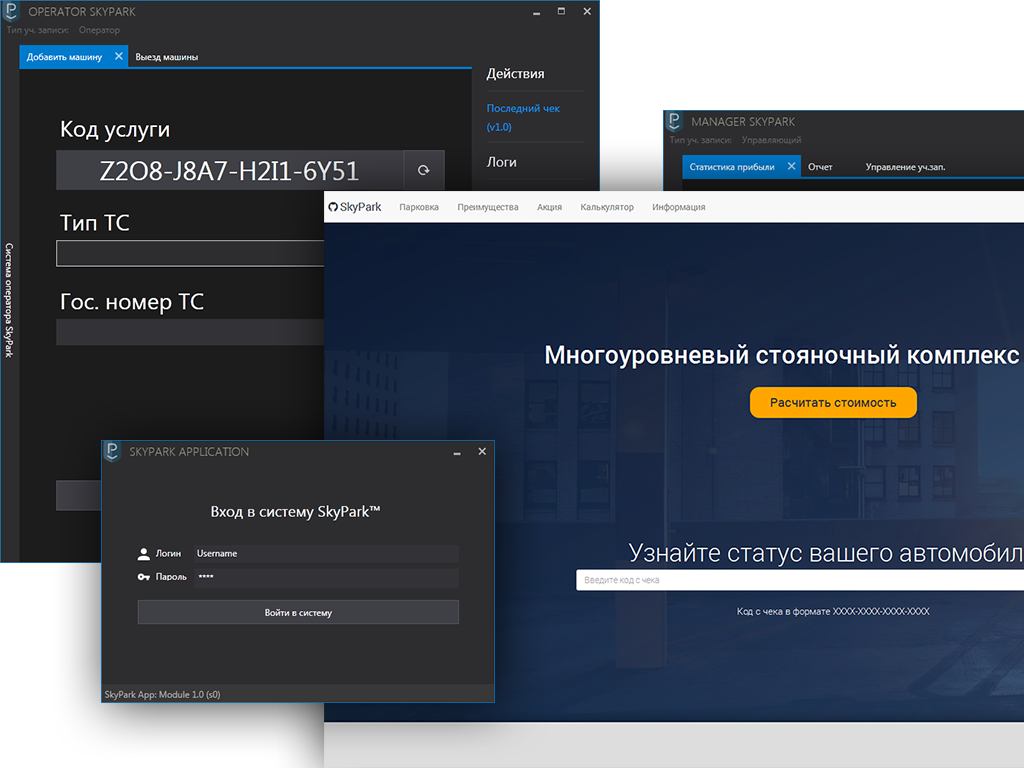 OPERATOR SKYPARK
Тип уч. записи: Оператор
Добавить машину
Выезд машины
Действия
Последний чек
(v1.0)
Логи
Код услуги
Z2O8-J8A7-H2I1-6Y51
Тип ТС
Гос. номер ТС
Система оператора SkyPark
MANAGER SKYPARK
Тип уч. записи: Управляющий
Статистика прибыли
Отчет
Управление уч.зап.
SkyPark
Парковка
Преимущества
Акция
Калькулятор
Информация
Многоуровневый стояночный комплекс
Расчитать стоимость
Узнайте статус вашего автомобил
Введите код с чека
Код с чека в формате XXXX-XXXX-XXXX-XXXX
SKYPARK APPLICATION
Вход в систему SkyPark™
Логин Username
Пароль ****
Войти в систему
SkyPark App: Module 1.0 (s0)